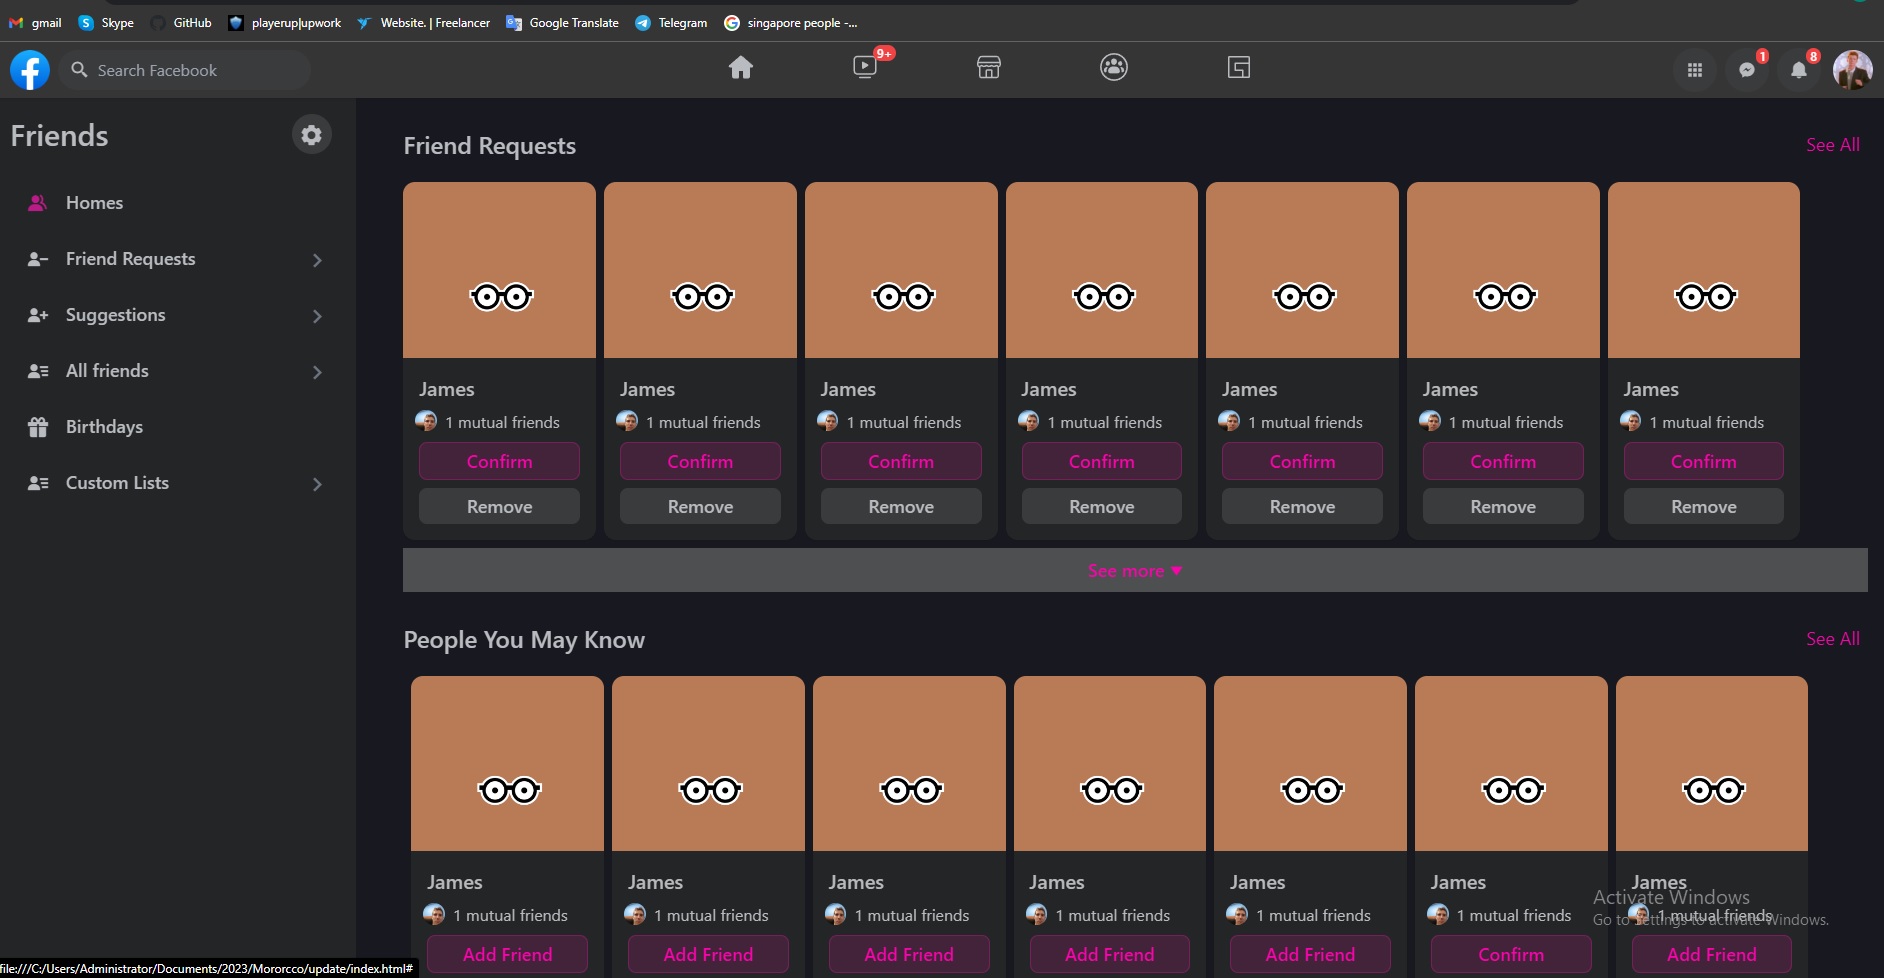 gmail Skype GitHub playerup|upwork Website. | Freelancer Google Translate Telegram singapore people -...
Search Facebook 9+ 1 8
Friends
Homes
Friend Requests
Suggestions
All friends
Birthdays
Custom Lists
Friend Requests See All
James James James James James James James
1 mutual friends 1 mutual friends 1 mutual friends 1 mutual friends 1 mutual friends 1 mutual friends 1 mutual friends
Confirm Confirm Confirm Confirm Confirm Confirm Confirm
Remove Remove Remove Remove Remove Remove Remove
See more ▼
People You May Know See All
James James James James James James James
1 mutual friends 1 mutual friends 1 mutual friends 1 mutual friends 1 mutual friends 1 mutual friends 1 mutual friends
Add Friend Add Friend Add Friend Add Friend Add Friend Confirm Add Friend
Activate Windows
Go to Settings to activate Windows.
file:///C:/Users/Administrator/Documents/2023/Mororcco/update/index.html#